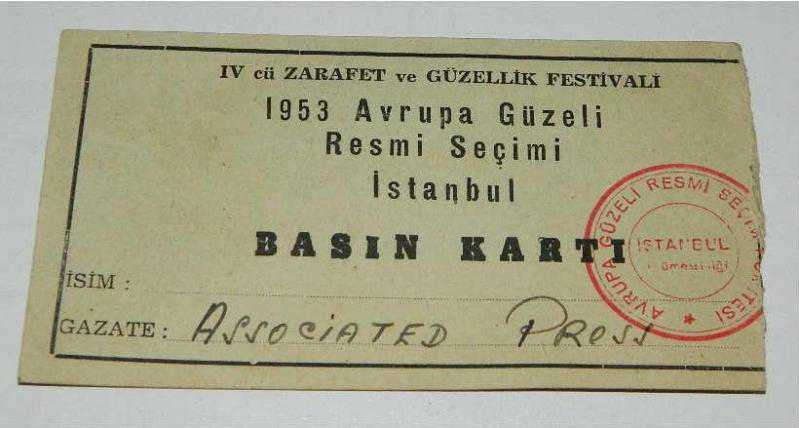 IV cü ZARAFET ve GÜZELLİK FESTİVALİ
1953 Avrupa Güzeli
Resmi Seçimi
İstanbul
BASIN KARTI
İSİM :
GAZATE : ASSOCIATED PRESS
AVRUPA GÜZELİ RESMİ SEÇİM
İSTANBUL